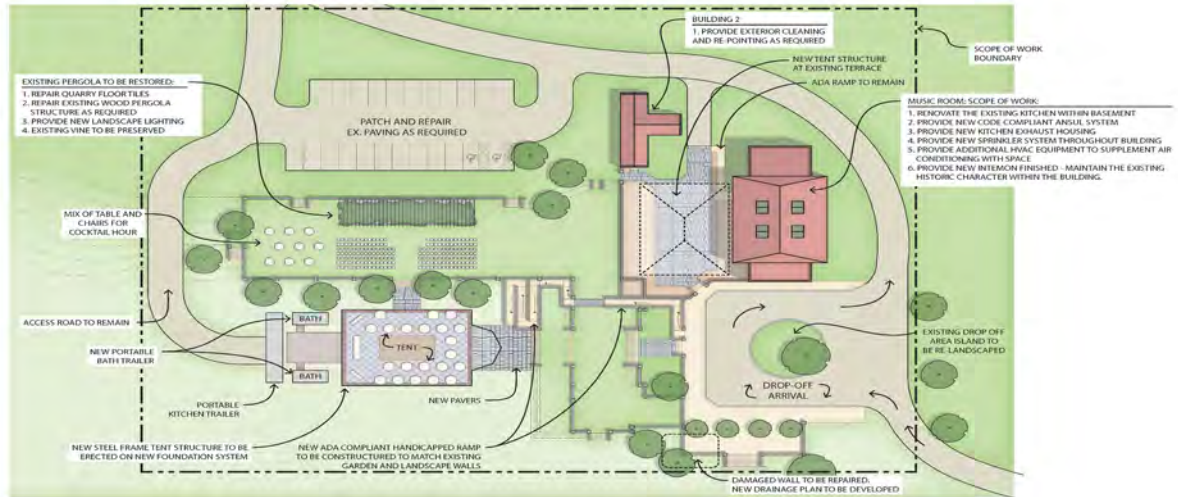 BUILDING 2
1. PROVIDE EXTERIOR CLEANING
AND RE-POINTING AS REQUIRED
SCOPE OF WORK
BOUNDARY
NEW TENT STRUCTURE
AT EXISTING TERRACE
ADA RAMP TO REMAIN
EXISTING PERGOLA TO BE RESTORED:
1. REPAIR QUARRY FLOOR TILES
2. REPAIR EXISTING WOOD PERGOLA
STRUCTURE AS REQUIRED
3. PROVIDE NEW LANDSCAPE LIGHTING
4. EXISTING VINE TO BE PRESERVED
PATCH AND REPAIR
EX. PAVING AS REQUIRED
MUSIC ROOM: SCOPE OF WORK:
1. RENOVATE THE EXISTING KITCHEN WITHIN BASEMENT
2. PROVIDE NEW CODE COMPLIANT ANSUL SYSTEM
3. PROVIDE NEW KITCHEN EXHAUST HOUSING
4. PROVIDE NEW SPRINKLER SYSTEM THROUGHOUT BUILDING
5. PROVIDE ADDITIONAL HVAC EQUIPMENT TO SUPPLEMENT AIR
CONDITIONING WITH SPACE
6. PROVIDE NEW INTEMON FINISHED - MAINTAIN THE EXISTING
HISTORIC CHARACTER WITHIN THE BUILDING.
MIX OF TABLE AND
CHAIRS FOR
COCKTAIL HOUR
ACCESS ROAD TO REMAIN
BATH
TENT
BATH
NEW PORTABLE
BATH TRAILER
PORTABLE
KITCHEN TRAILER
NEW PAVERS
EXISTING DROP OFF
AREA ISLAND TO
BE RE-LANDSCAPED
DROP-OFF
ARRIVAL
NEW STEEL FRAME TENT STRUCTURE TO BE
ERECTED ON NEW FOUNDATION SYSTEM
NEW ADA COMPLIANT HANDICAPPED RAMP
TO BE CONSTRUCTED TO MATCH EXISTING
GARDEN AND LANDSCAPE WALLS
DAMAGED WALL TO BE REPAIRED,
NEW DRAINAGE PLAN TO BE DEVELOPED